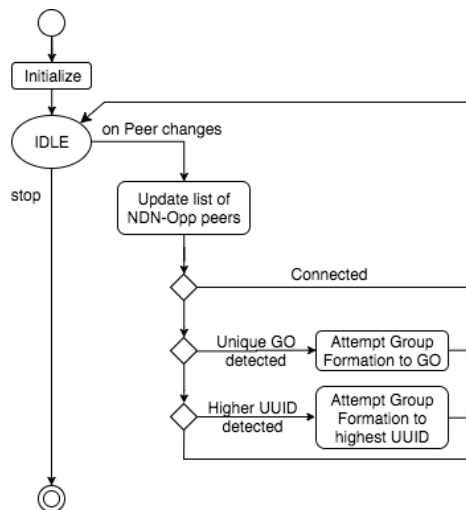 Initialize
IDLE
on Peer changes
stop
Update list of
NDN-Opp peers
Connected
Unique GO
detected
Attempt Group
Formation to GO
Higher UUID
detected
Attempt Group
Formation to
highest UUID